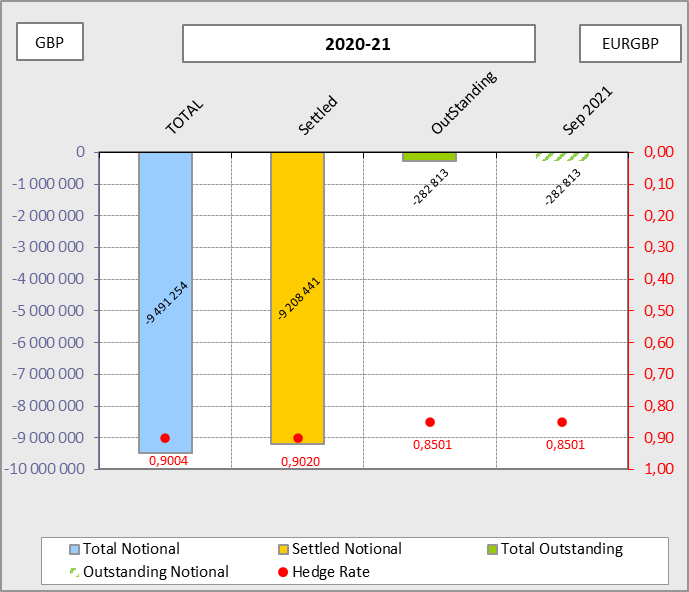 GBP
2020-21
EURGBP
TOTAL
Settled
OutStanding
Sep 2021
0
-1 000 000
-2 000 000
-3 000 000
-4 000 000
-5 000 000
-6 000 000
-7 000 000
-8 000 000
-9 000 000
-10 000 000
-9 491 254
-9 208 441
-282 813
-282 813
0,9004
0,9020
0,8501
0,8501
0,00
0,10
0,20
0,30
0,40
0,50
0,60
0,70
0,80
0,90
1,00
Total Notional
Settled Notional
Total Outstanding
Outstanding Notional
Hedge Rate